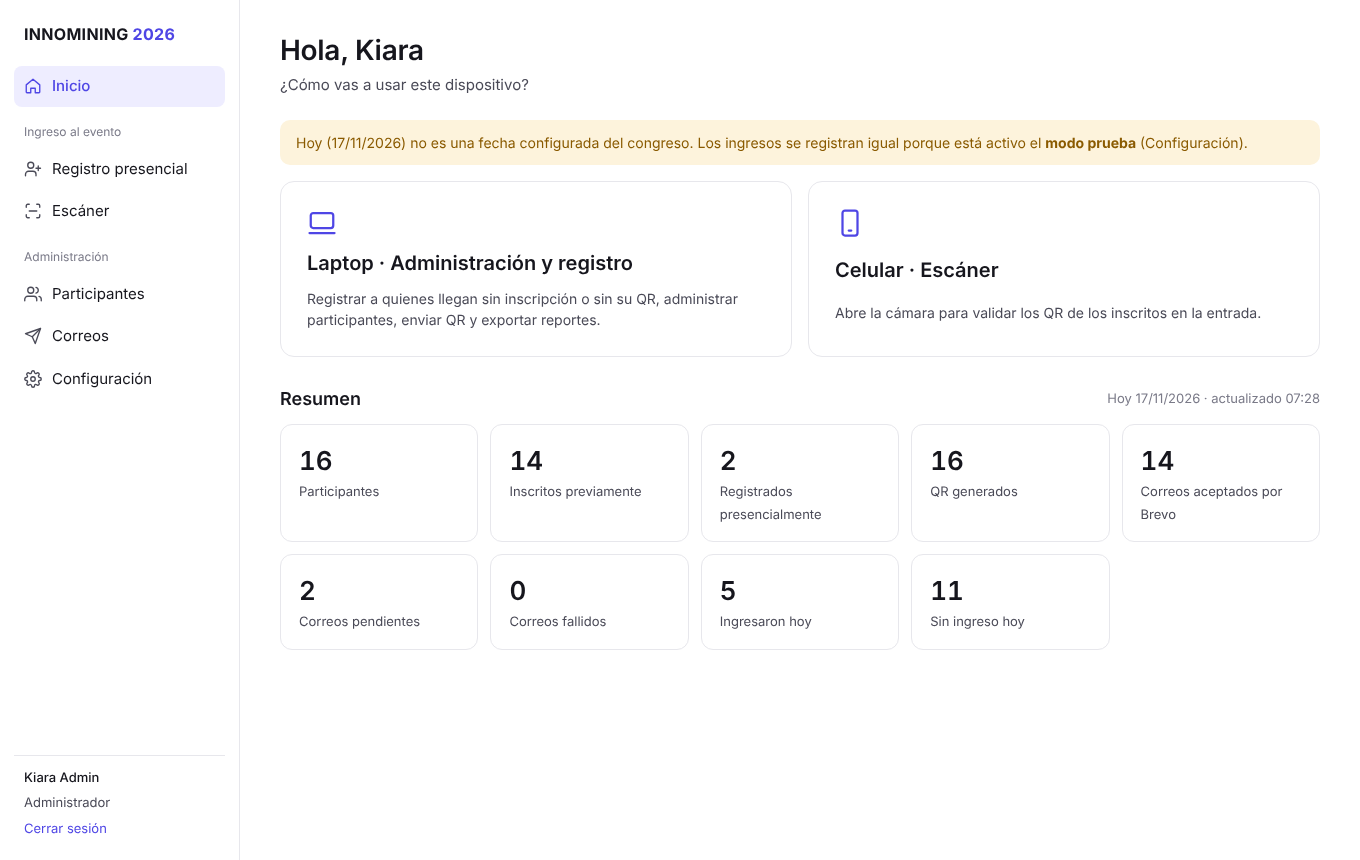 INNOMINING 2026
Inicio
Ingreso al evento
Registro presencial
Escáner
Administración
Participantes
Correos
Configuración
Kiara Admin
Administrador
Cerrar sesión
Hola, Kiara
¿Cómo vas a usar este dispositivo?
Hoy (17/11/2026) no es una fecha configurada del congreso. Los ingresos se registran igual porque está activo el modo prueba (Configuración).
Laptop · Administración y registro
Registrar a quienes llegan sin inscripción o sin su QR, administrar
participantes, enviar QR y exportar reportes.
Celular · Escáner
Abre la cámara para validar los QR de los inscritos en la entrada.
Resumen
Hoy 17/11/2026 · actualizado 07:28
16
Participantes
14
Inscritos previamente
2
Registrados
presencialmente
16
QR generados
14
Correos aceptados por
Brevo
2
Correos pendientes
0
Correos fallidos
5
Ingresaron hoy
11
Sin ingreso hoy